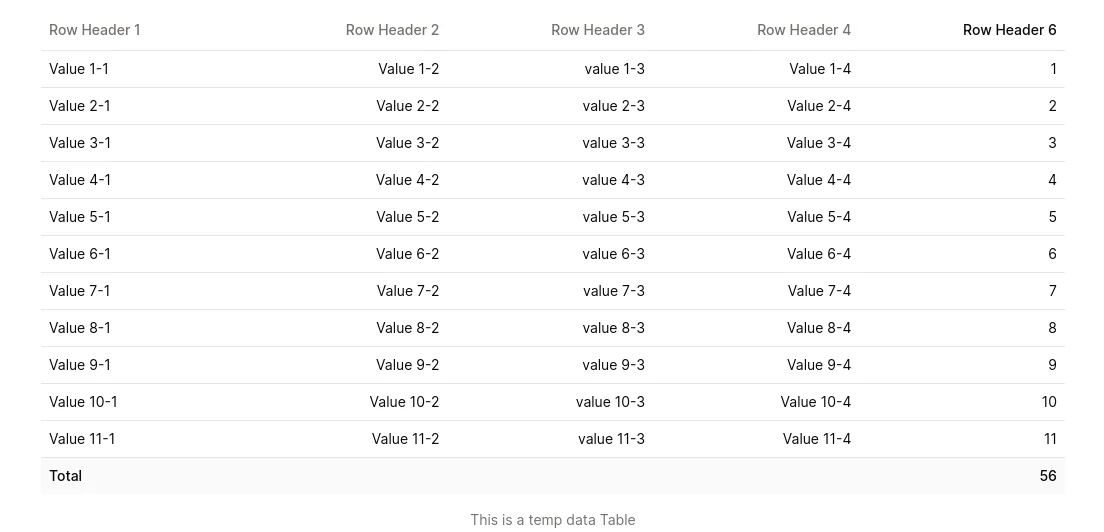 Row Header 1 Row Header 2 Row Header 3 Row Header 4 Row Header 6
Value 1-1 Value 1-2 value 1-3 Value 1-4 1
Value 2-1 Value 2-2 value 2-3 Value 2-4 2
Value 3-1 Value 3-2 value 3-3 Value 3-4 3
Value 4-1 Value 4-2 value 4-3 Value 4-4 4
Value 5-1 Value 5-2 value 5-3 Value 5-4 5
Value 6-1 Value 6-2 value 6-3 Value 6-4 6
Value 7-1 Value 7-2 value 7-3 Value 7-4 7
Value 8-1 Value 8-2 value 8-3 Value 8-4 8
Value 9-1 Value 9-2 value 9-3 Value 9-4 9
Value 10-1 Value 10-2 value 10-3 Value 10-4 10
Value 11-1 Value 11-2 value 11-3 Value 11-4 11
Total 56
This is a temp data Table